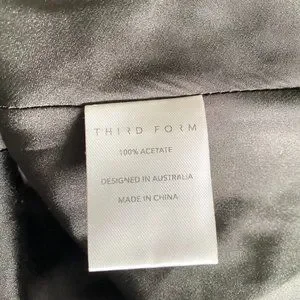 THIRD FORM
100% ACETATE
DESIGNED IN AUSTRALIA
MADE IN CHINA